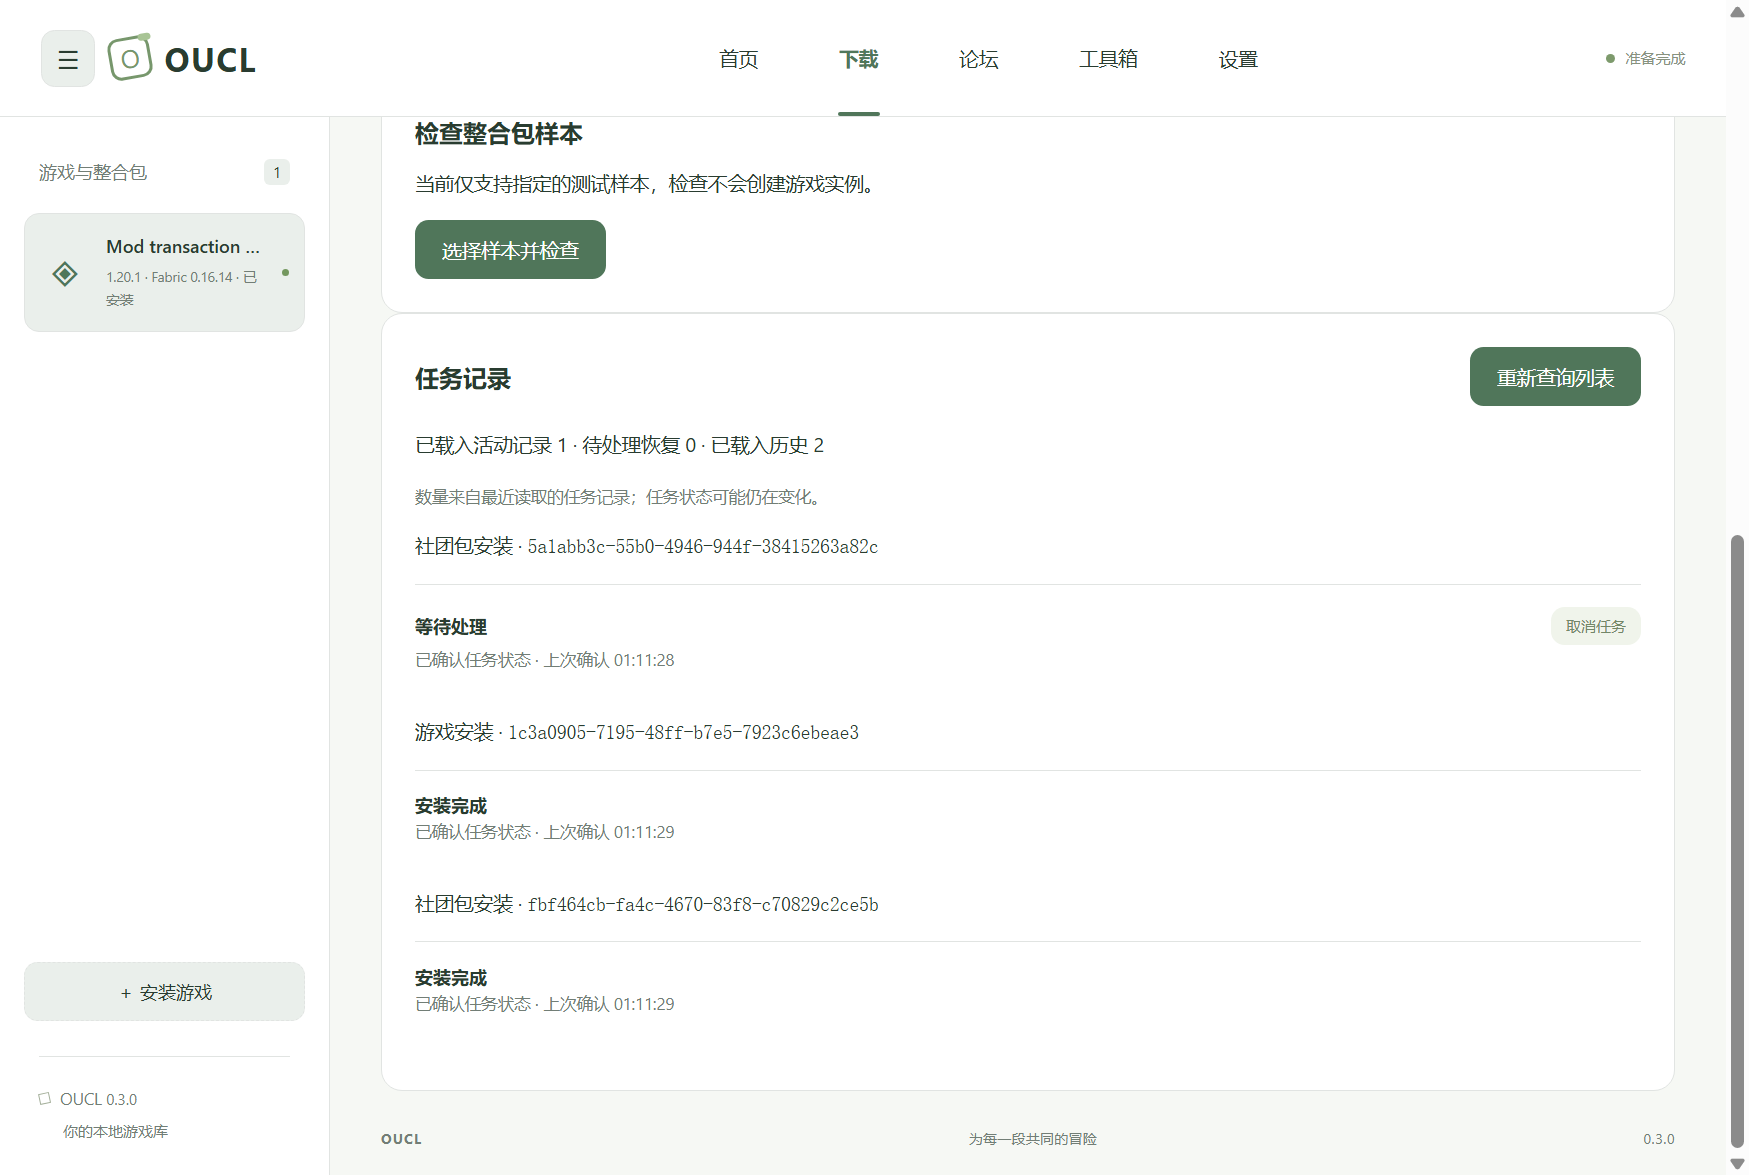 ☰ O OUCL 首页 下载 论坛 工具箱 设置 准备完成
游戏与整合包 1
Mod transaction ...
1.20.1 · Fabric 0.16.14 · 已
安装
+ 安装游戏
OUCL 0.3.0
你的本地游戏库
检查整合包样本
当前仅支持指定的测试样本，检查不会创建游戏实例。
选择样本并检查
任务记录
重新查询列表
已载入活动记录 1 · 待处理恢复 0 · 已载入历史 2
数量来自最近读取的任务记录；任务状态可能仍在变化。
社团包安装 · 5a1abb3c-55b0-4946-944f-38415263a82c
等待处理
取消任务
已确认任务状态 · 上次确认 01:11:28
游戏安装 · 1c3a0905-7195-48ff-b7e5-7923c6ebeae3
安装完成
已确认任务状态 · 上次确认 01:11:29
社团包安装 · fbf464cb-fa4c-4670-83f8-c70829c2ce5b
安装完成
已确认任务状态 · 上次确认 01:11:29
OUCL 为每一段共同的冒险 0.3.0